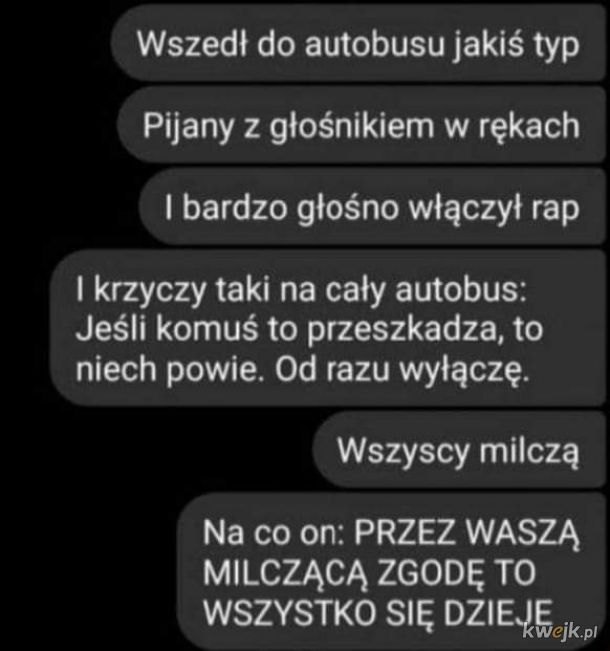 Wszedł do autobusu jakiś typ
Pijany z głośnikiem w rękach
I bardzo głośno włączył rap
I krzyczy taki na cały autobus:
Jeśli komuś to przeszkadza, to
niech powie. Od razu wyłączę.
Wszyscy milczą
Na co on: PRZEZ WASZĄ
MILCZĄCĄ ZGODĘ TO
WSZYSTKO SIĘ DZIEJE
kwejk.pl